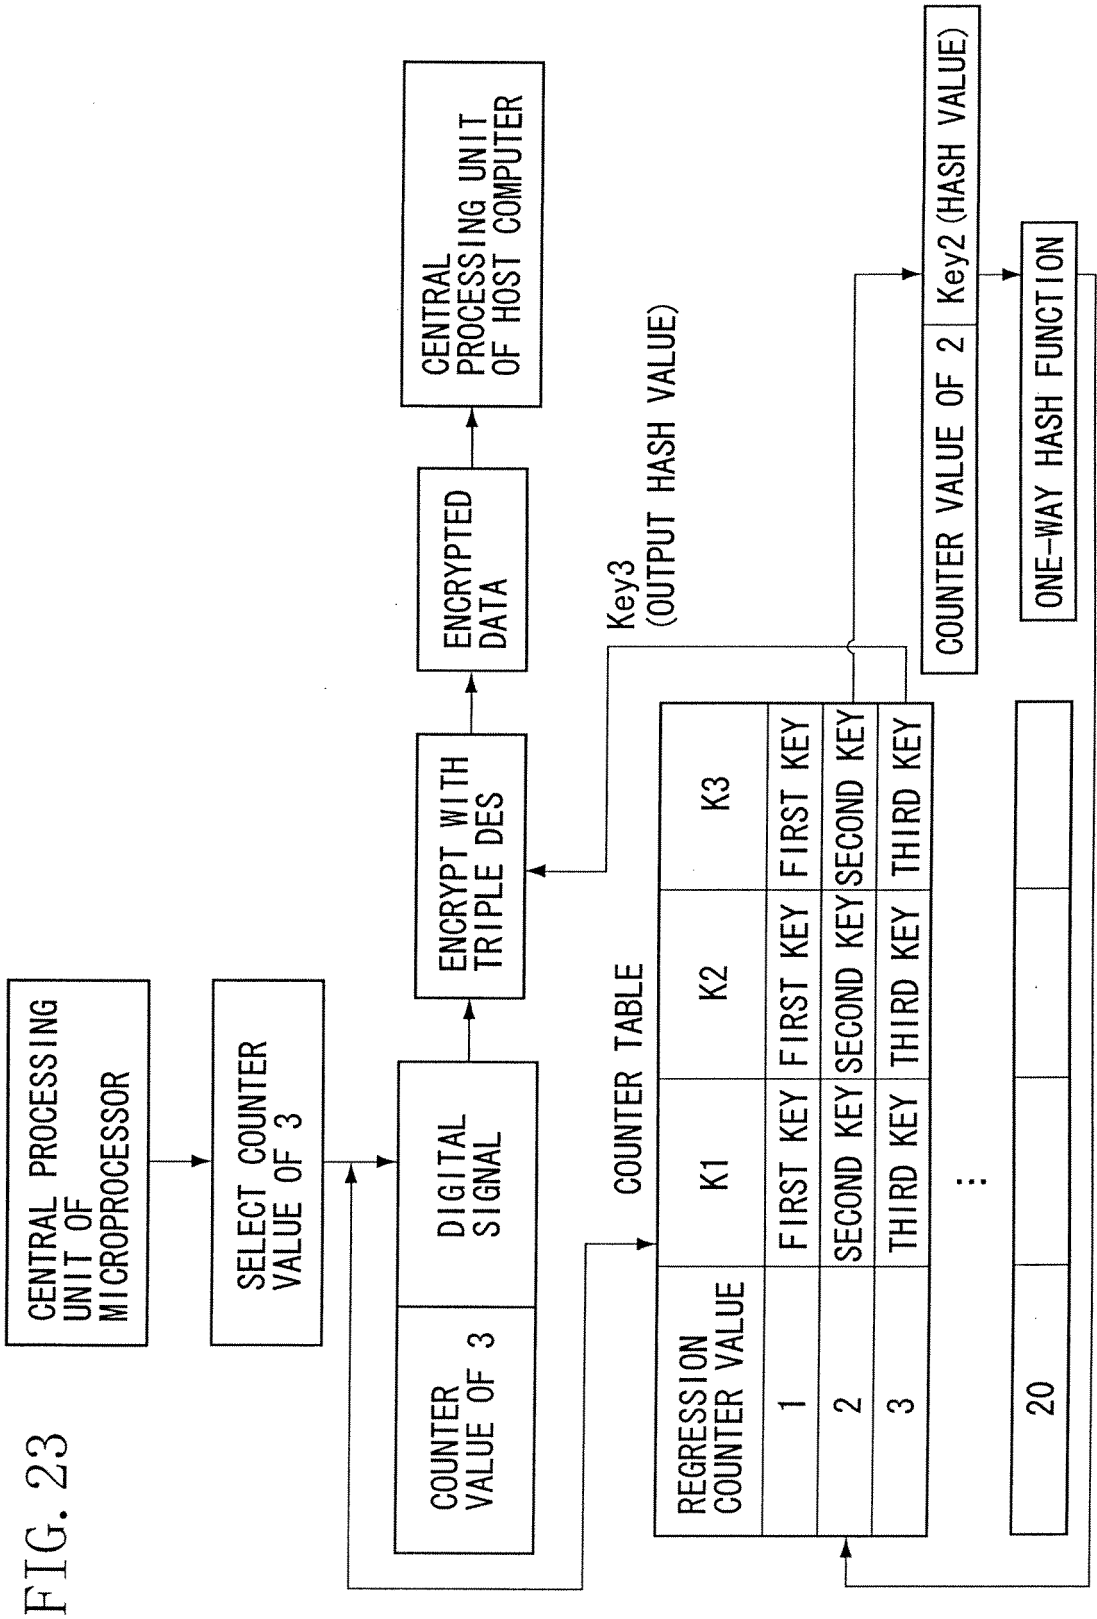 FIG. 23
CENTRAL PROCESSING
UNIT OF
MICROPROCESSOR
SELECT COUNTER
VALUE OF 3
COUNTER
VALUE OF 3
DIGITAL
SIGNAL
ENCRYPT WITH
TRIPLE DES
ENCRYPTED
DATA
CENTRAL
PROCESSING UNIT
OF HOST COMPUTER
Key3
(OUTPUT HASH VALUE)
COUNTER TABLE
REGRESSION
COUNTER VALUE
K1
K2
K3
1
FIRST KEY
FIRST KEY
FIRST KEY
2
SECOND KEY
SECOND KEY
SECOND KEY
3
THIRD KEY
THIRD KEY
THIRD KEY
⋮
20
COUNTER VALUE OF 2
Key2 (HASH VALUE)
ONE-WAY HASH FUNCTION